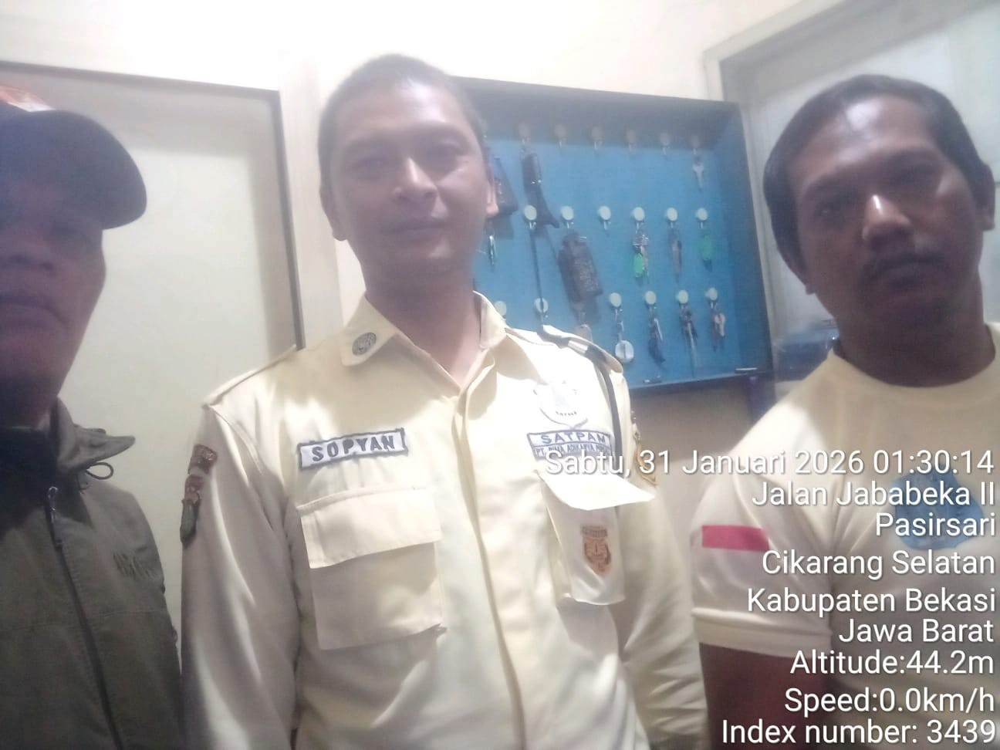 SOPYAN
SATPAM
PT.
Sabtu, 31 Januari 2026 01:30:14
Jalan Jababeka II
Pasirsari
Cikarang Selatan
Kabupaten Bekasi
Jawa Barat
Altitude:44.2m
Speed:0.0km/h
Index number: 3439